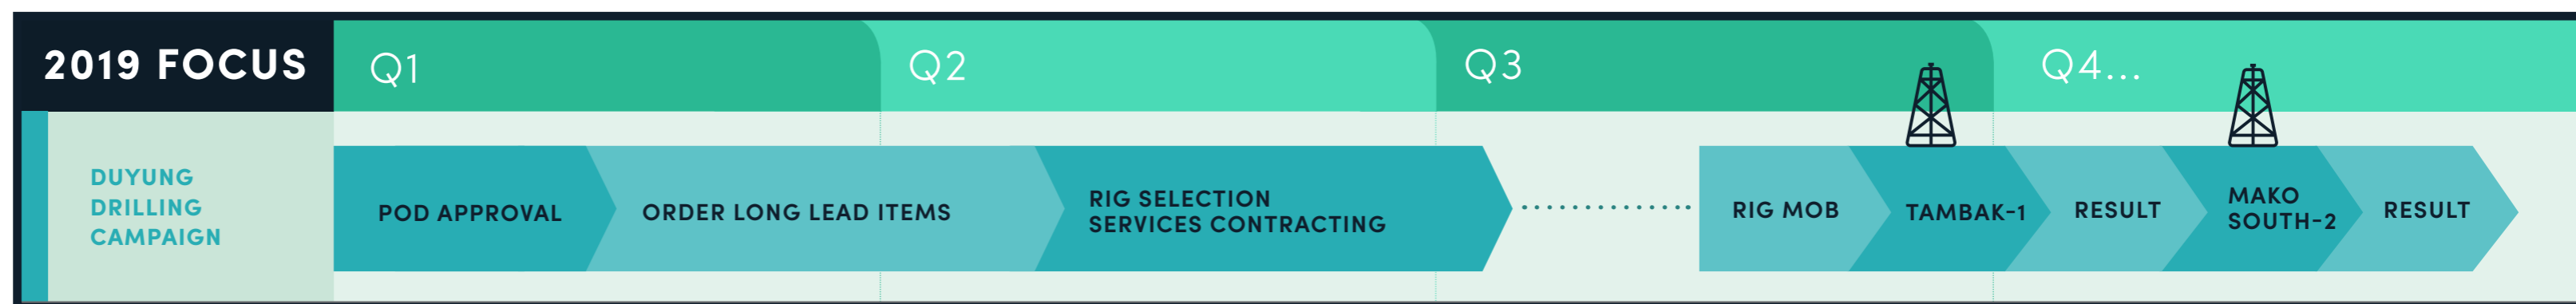 2019 FOCUS
Q1
Q2
Q3
Q4...
DUYUNG
DRILLING
CAMPAIGN
POD APPROVAL
ORDER LONG LEAD ITEMS
RIG SELECTION
SERVICES CONTRACTING
RIG MOB
TAMBAK-1
RESULT
MAKO
SOUTH-2
RESULT